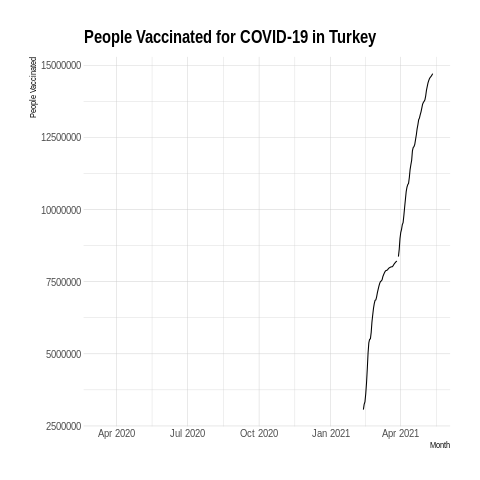 People Vaccinated for COVID-19 in Turkey
People Vaccinated
15000000
12500000
10000000
7500000
5000000
2500000
Apr 2020 Jul 2020 Oct 2020 Jan 2021 Apr 2021
Month